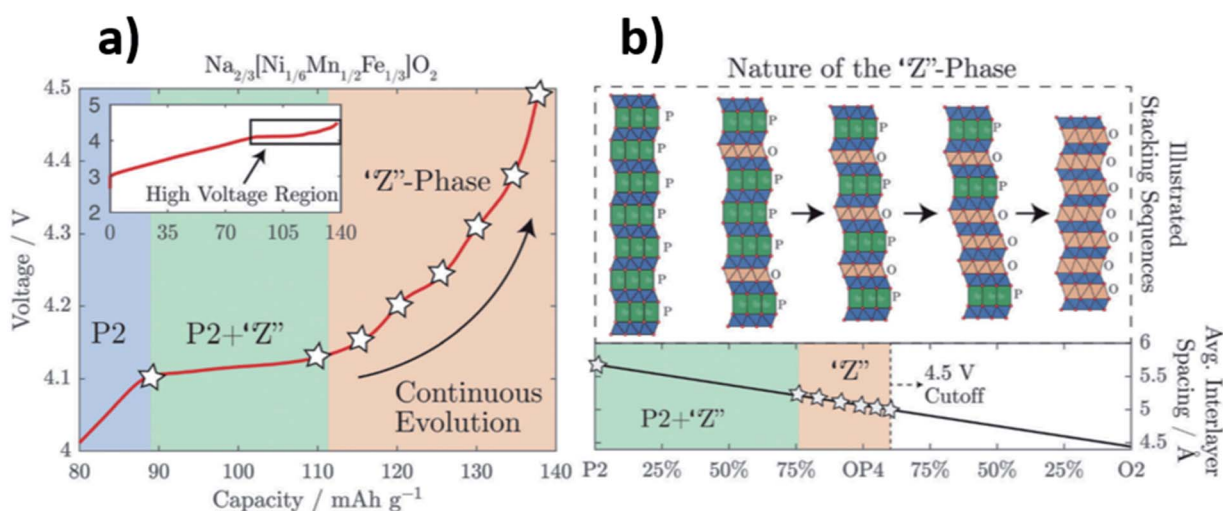 a)
Na2/3[Ni1/6Mn1/2Fe1/3]O2
Voltage / V
4.5
4.4
4.3
4.2
4.1
4
5
4
3
2
0 35 70 105 140
High Voltage Region
"Z"-Phase
P2
P2+"Z"
Continuous
Evolution
80 90 100 110 120 130 140
Capacity / mAh g−1
b)
Nature of the "Z"-Phase
P
P
P
P
P
P
P
P
O
P
P
P
O
P
P
O
P
O
P
O
P
P
O
P
O
O
O
P
O
O
O
O
O
O
Illustrated
Stacking Sequences
"Z"
4.5 V
Cutoff
P2+"Z"
6
5.5
5
4.5
Avg. Interlayer
Spacing / Å
P2 25% 50% 75% OP4 75% 50% 25% O2